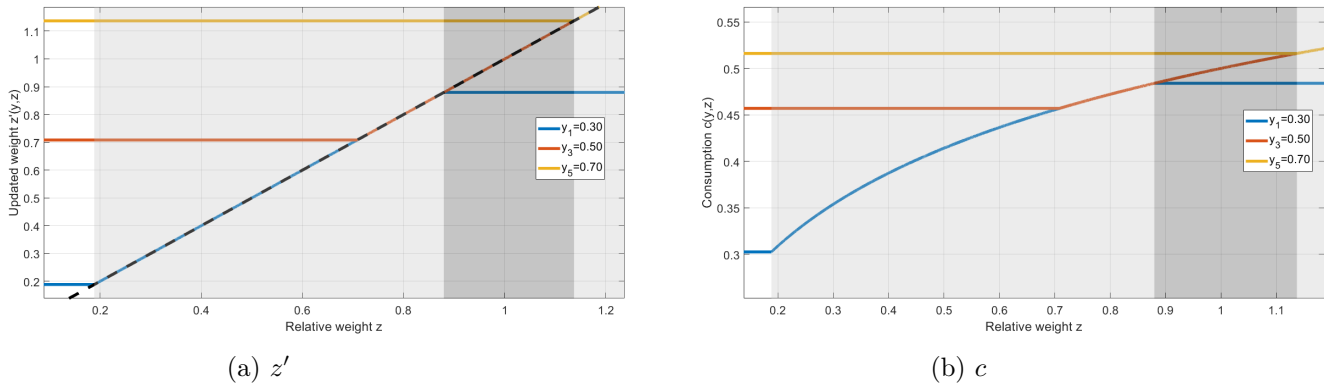 1.1
1
0.9
0.8
0.7
0.6
0.5
0.4
0.3
0.2
Updated weight z'(y,z)
0.2
0.4
0.6
0.8
1
1.2
Relative weight z
y1=0.30
y3=0.50
y5=0.70
(a) z′
0.55
0.5
0.45
0.4
0.35
0.3
Consumption c(y,z)
0.2
0.3
0.4
0.5
0.6
0.7
0.8
0.9
1
1.1
Relative weight z
y1=0.30
y3=0.50
y5=0.70
(b) c